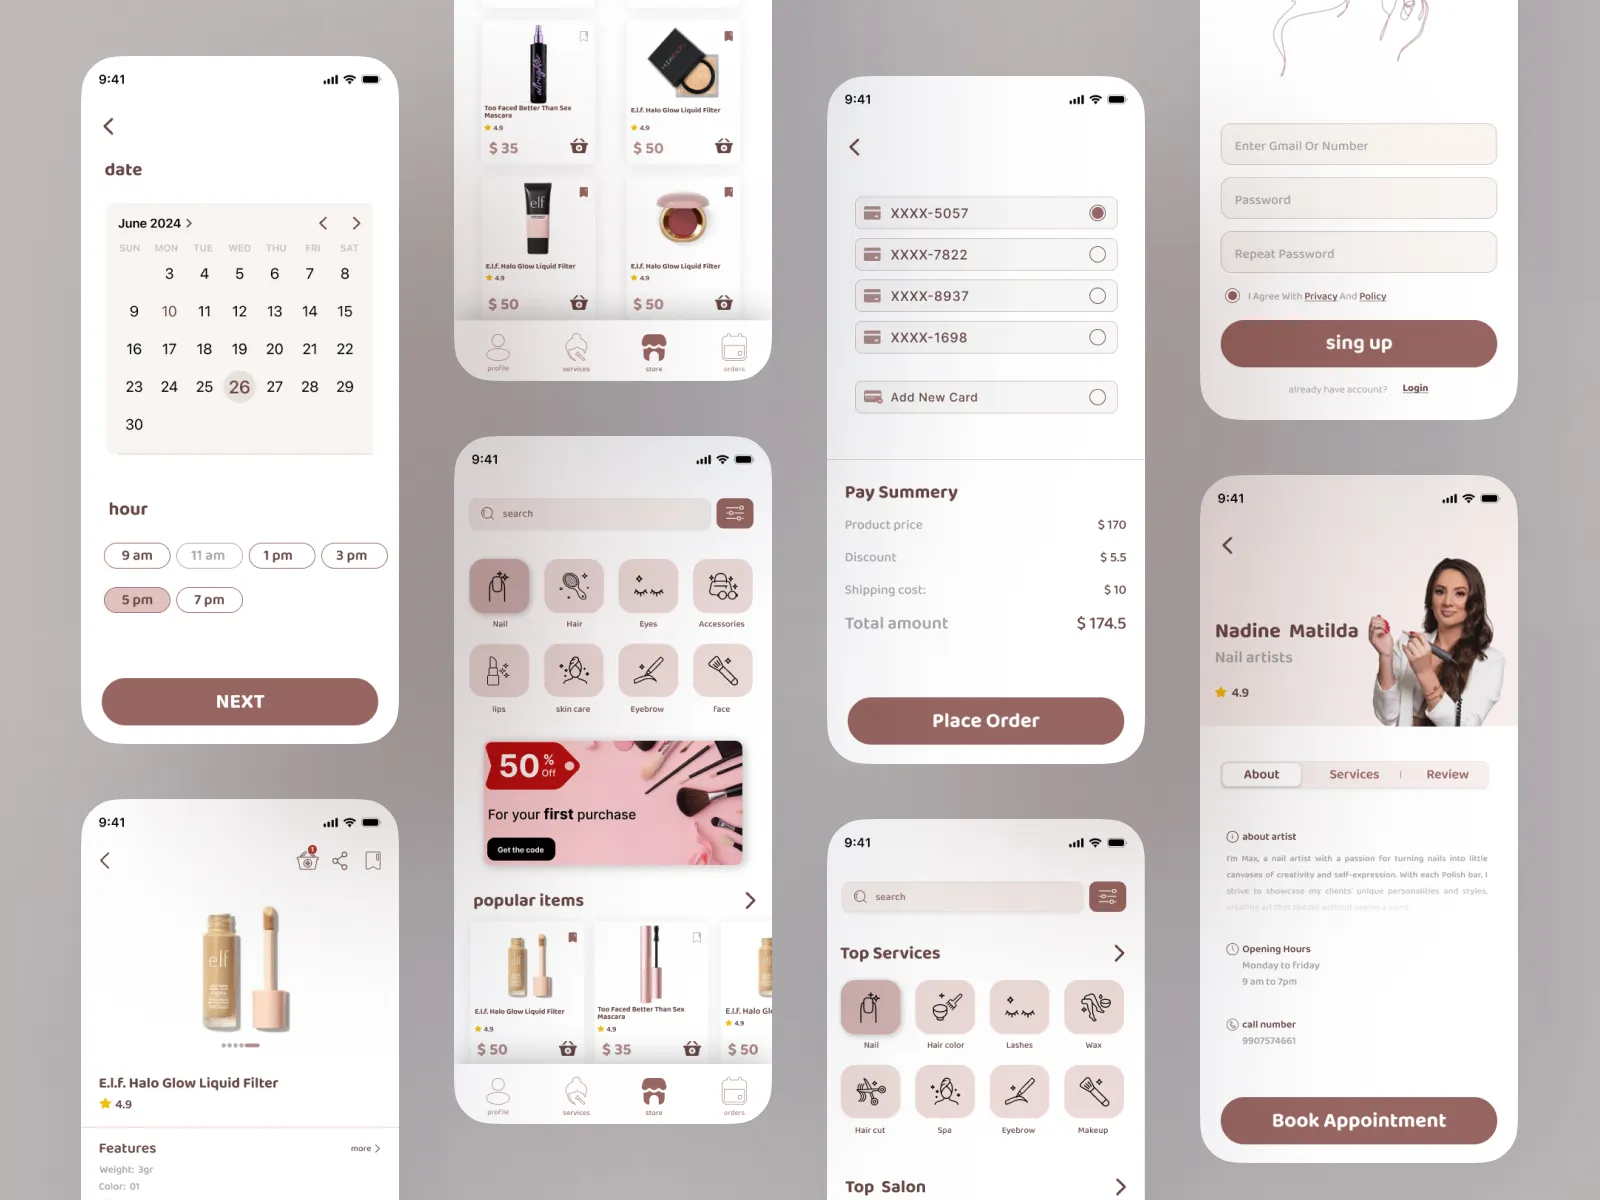 9:41
date
June 2024
SUN MON TUE WED THU FRI SAT
3 4 5 6 7 8
9 10 11 12 13 14 15
16 17 18 19 20 21 22
23 24 25 26 27 28 29
30
hour
9 am 11 am 1 pm 3 pm
5 pm 7 pm
NEXT
9:41
1
elf
E.l.f. Halo Glow Liquid Filter
4.9
Features
more
Weight: 3gr
Color: 01
allnighter
Too Faced Better Than Sex
Mascara
4.9
$ 35
E.l.f. Halo Glow Liquid Filter
4.9
$ 50
elf
E.l.f. Halo Glow Liquid Filter
4.9
$ 50
E.l.f. Halo Glow Liquid Filter
4.9
$ 50
profile services store orders
9:41
search
Nail Hair Eyes Accessories
lips skin care Eyebrow face
50 % Off
For your first purchase
Get the code
popular items
E.l.f. Halo Glow Liquid Filter
4.9
$ 50
Too Faced Better Than Sex
Mascara
4.9
$ 35
E.l.f. Halo Gl
4.9
$ 50
profile services store orders
9:41
XXXX-5057
XXXX-7822
XXXX-8937
XXXX-1698
Add New Card
Pay Summery
Product price $ 170
Discount $ 5.5
Shipping cost: $ 10
Total amount $ 174.5
Place Order
9:41
search
Top Services
Nail Hair color Lashes Wax
Hair cut Spa Eyebrow Makeup
Top Salon
Enter Gmail Or Number
Password
Repeat Password
I Agree With Privacy And Policy
sing up
already have account? Login
9:41
Nadine Matilda
Nail artists
4.9
About Services Review
about artist
I'm Max, a nail artist with a passion for turning nails into little
canvases of creativity and self-expression. With each Polish bar, I
strive to showcase my clients' unique personalities and styles,
creating art that speaks without saying a word
Opening Hours
Monday to friday
9 am to 7pm
call number
9907574661
Book Appointment